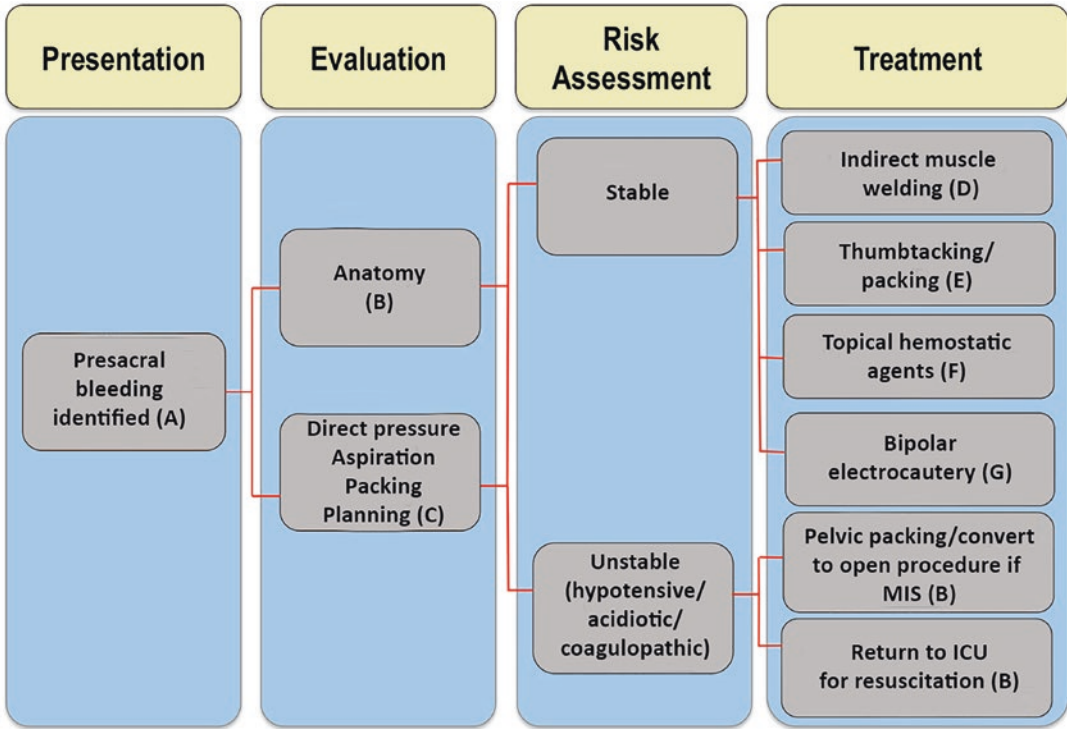 Presentation
Evaluation
Risk
Assessment
Treatment
Presacral
bleeding
identified (A)
Anatomy
(B)
Direct pressure
Aspiration
Packing
Planning (C)
Stable
Unstable
(hypotensive/
acidiotic/
coagulopathic)
Indirect muscle
welding (D)
Thumbtacking/
packing (E)
Topical hemostatic
agents (F)
Bipolar
electrocautery (G)
Pelvic packing/convert
to open procedure if
MIS (B)
Return to ICU
for resuscitation (B)